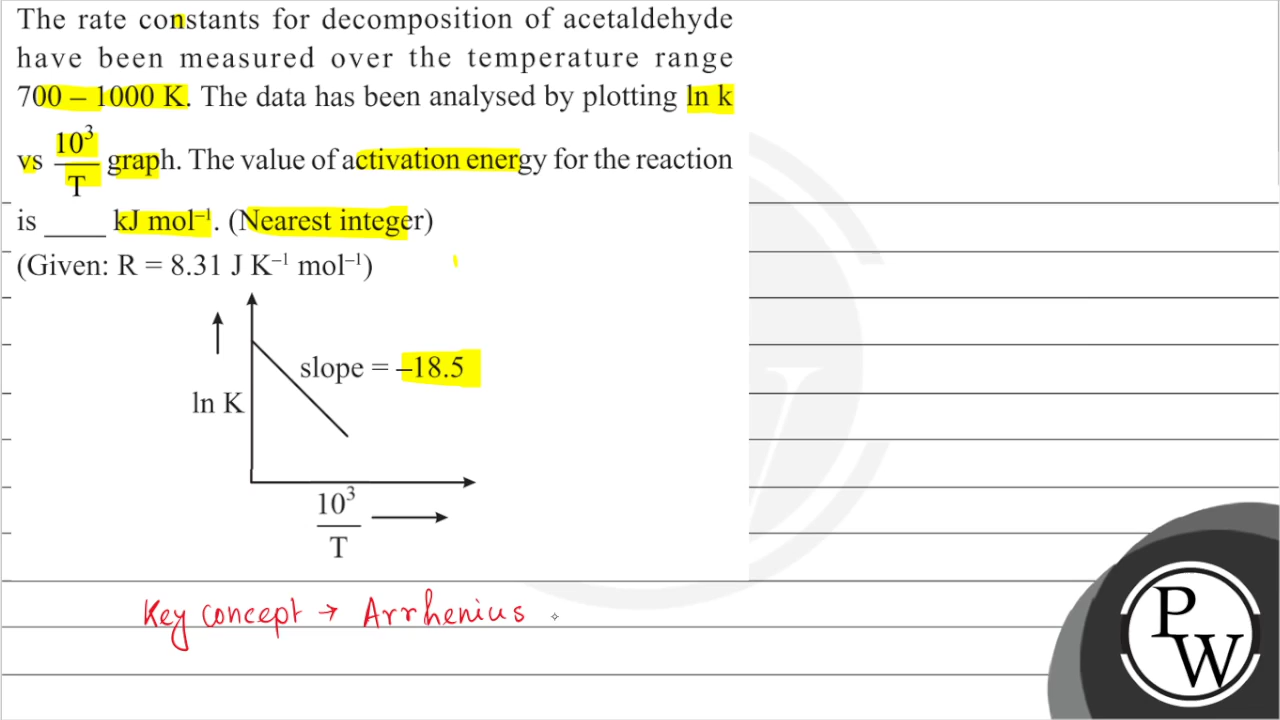 The rate constants for decomposition of acetaldehyde
have been measured over the temperature range
700 – 1000 K. The data has been analysed by plotting ln k
vs 10³/T graph. The value of activation energy for the reaction
is ____ kJ mol⁻¹. (Nearest integer)
(Given: R = 8.31 J K⁻¹ mol⁻¹)
slope = –18.5
ln K
10³/T
Key concept → Arrhenius
P
W